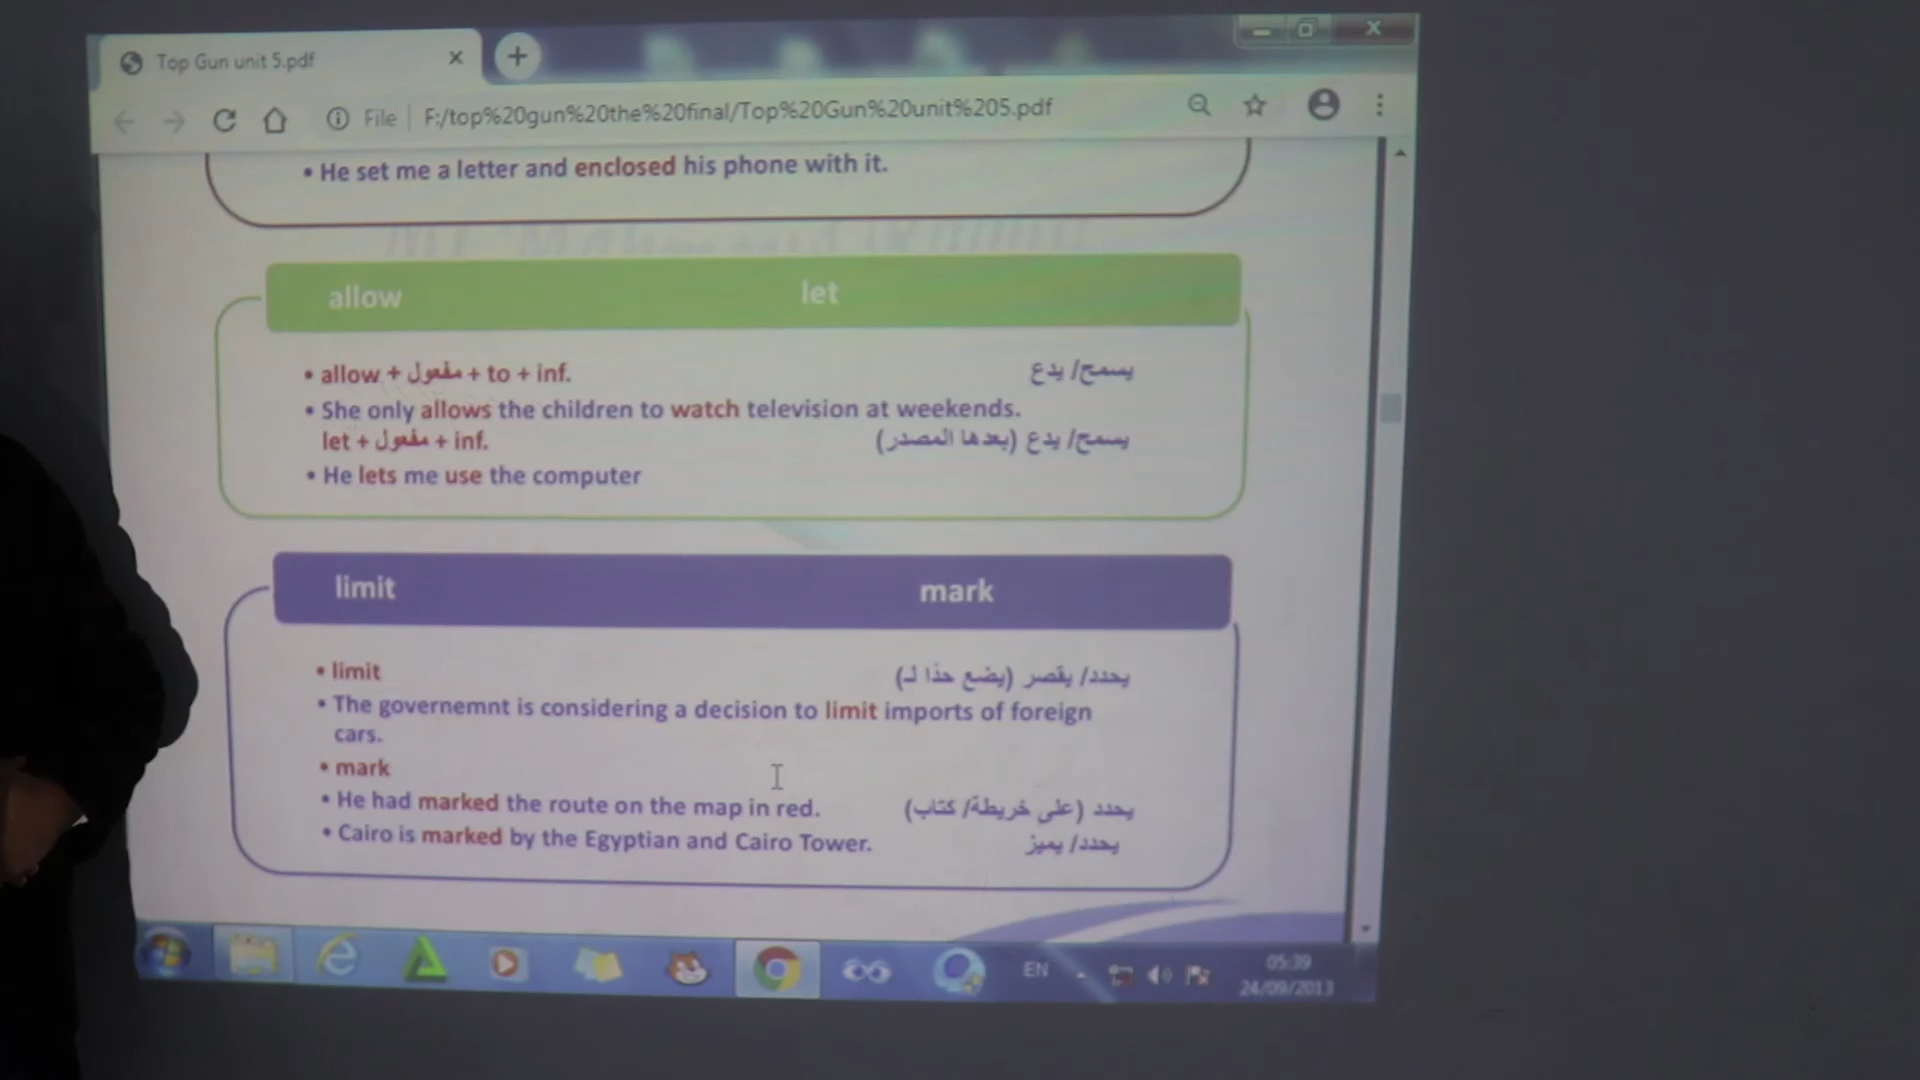 Top Gun unit 5.pdf
File | F:/top%20gun%20the%20final/Top%20Gun%20unit%205.pdf
• He set me a letter and enclosed his phone with it.
allow let
• allow + مفعول + to + inf. يسمح/ يدع
• She only allows the children to watch television at weekends.
let + مفعول + inf. يسمح/ يدع (بعدها المصدر)
• He lets me use the computer
limit mark
• limit يحدد/ يقصر (يضع حدًا لـ)
• The governemnt is considering a decision to limit imports of foreign
cars.
• mark
• He had marked the route on the map in red. يحدد (على خريطة/ كتاب)
• Cairo is marked by the Egyptian and Cairo Tower. يحدد/ يميز
EN
05:39
24/09/2013